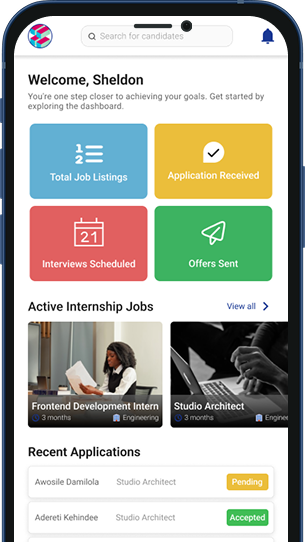 Search for candidates
Welcome, Sheldon
You're one step closer to achieving your goals. Get started by
exploring the dashboard.
1
2
Total Job Listings
Application Received
21
Interviews Scheduled
Offers Sent
Active Internship Jobs
View all
Frontend Development Intern
3 months
Engineering
Studio Architect
3 months
Enginee
Recent Applications
Awosile Damilola
Studio Architect
Pending
Adereti Kehindee
Studio Architect
Accepted